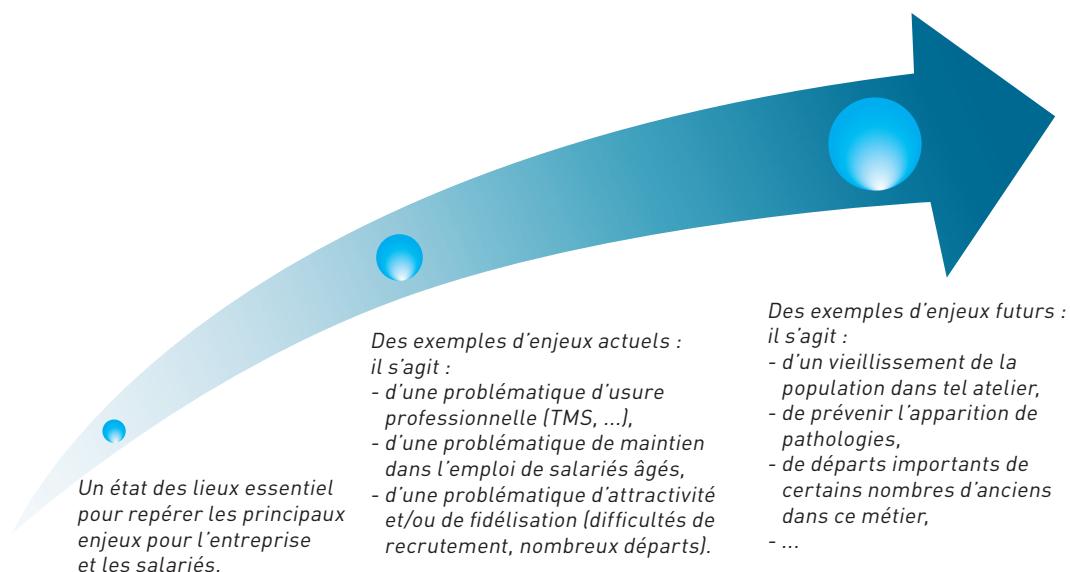 Un état des lieux essentiel
pour repérer les principaux
enjeux pour l'entreprise
et les salariés.
Des exemples d'enjeux actuels :
il s'agit :
- d'une problématique d'usure
professionnelle (TMS, ...),
- d'une problématique de maintien
dans l'emploi de salariés âgés,
- d'une problématique d'attractivité
et/ou de fidélisation (difficultés de
recrutement, nombreux départs).
Des exemples d'enjeux futurs :
il s'agit :
- d'un vieillissement de la
population dans tel atelier,
- de prévenir l'apparition de
pathologies,
- de départs importants de
certains nombres d'anciens
dans ce métier,
- ...